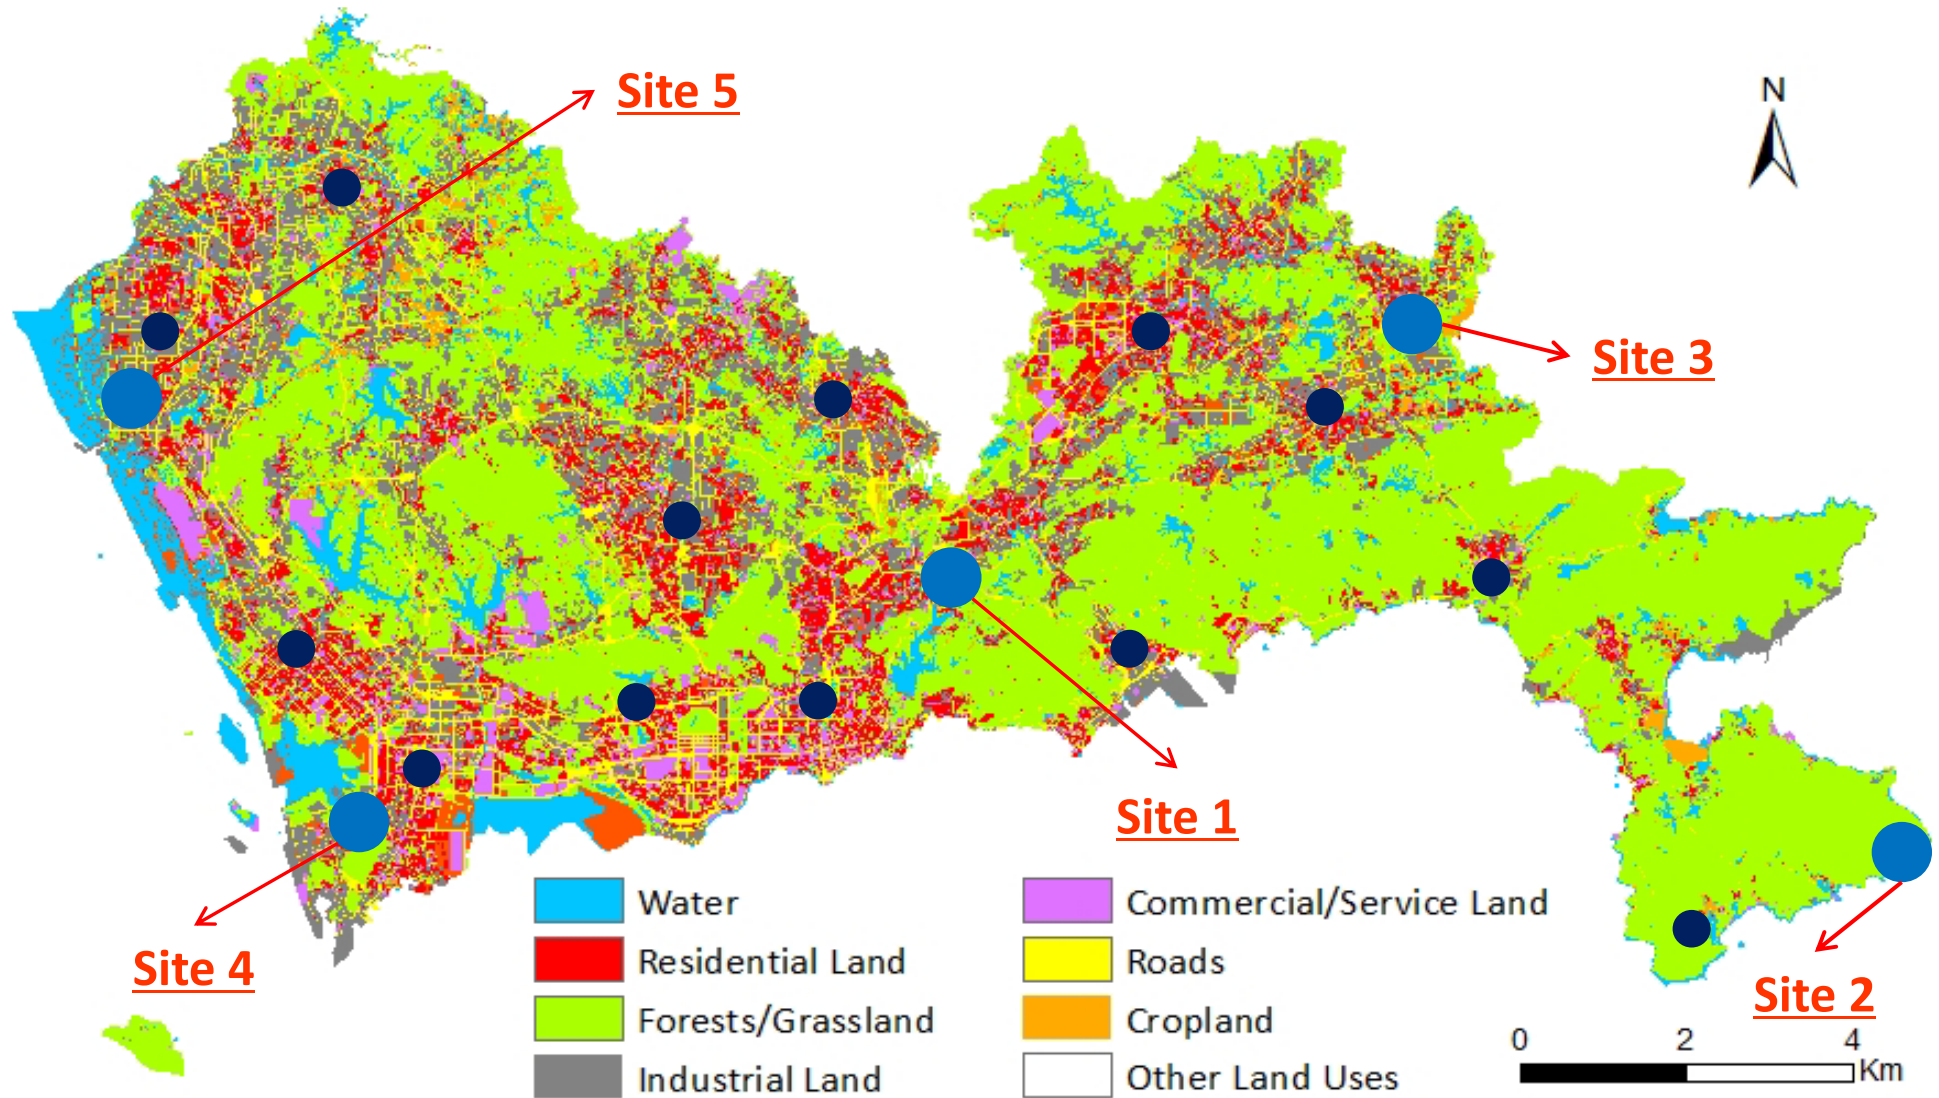 Site 5
N
Site 3
Site 1
Site 4
Site 2
Water
Residential Land
Forests/Grassland
Industrial Land
Commercial/Service Land
Roads
Cropland
Other Land Uses
0 2 4
Km